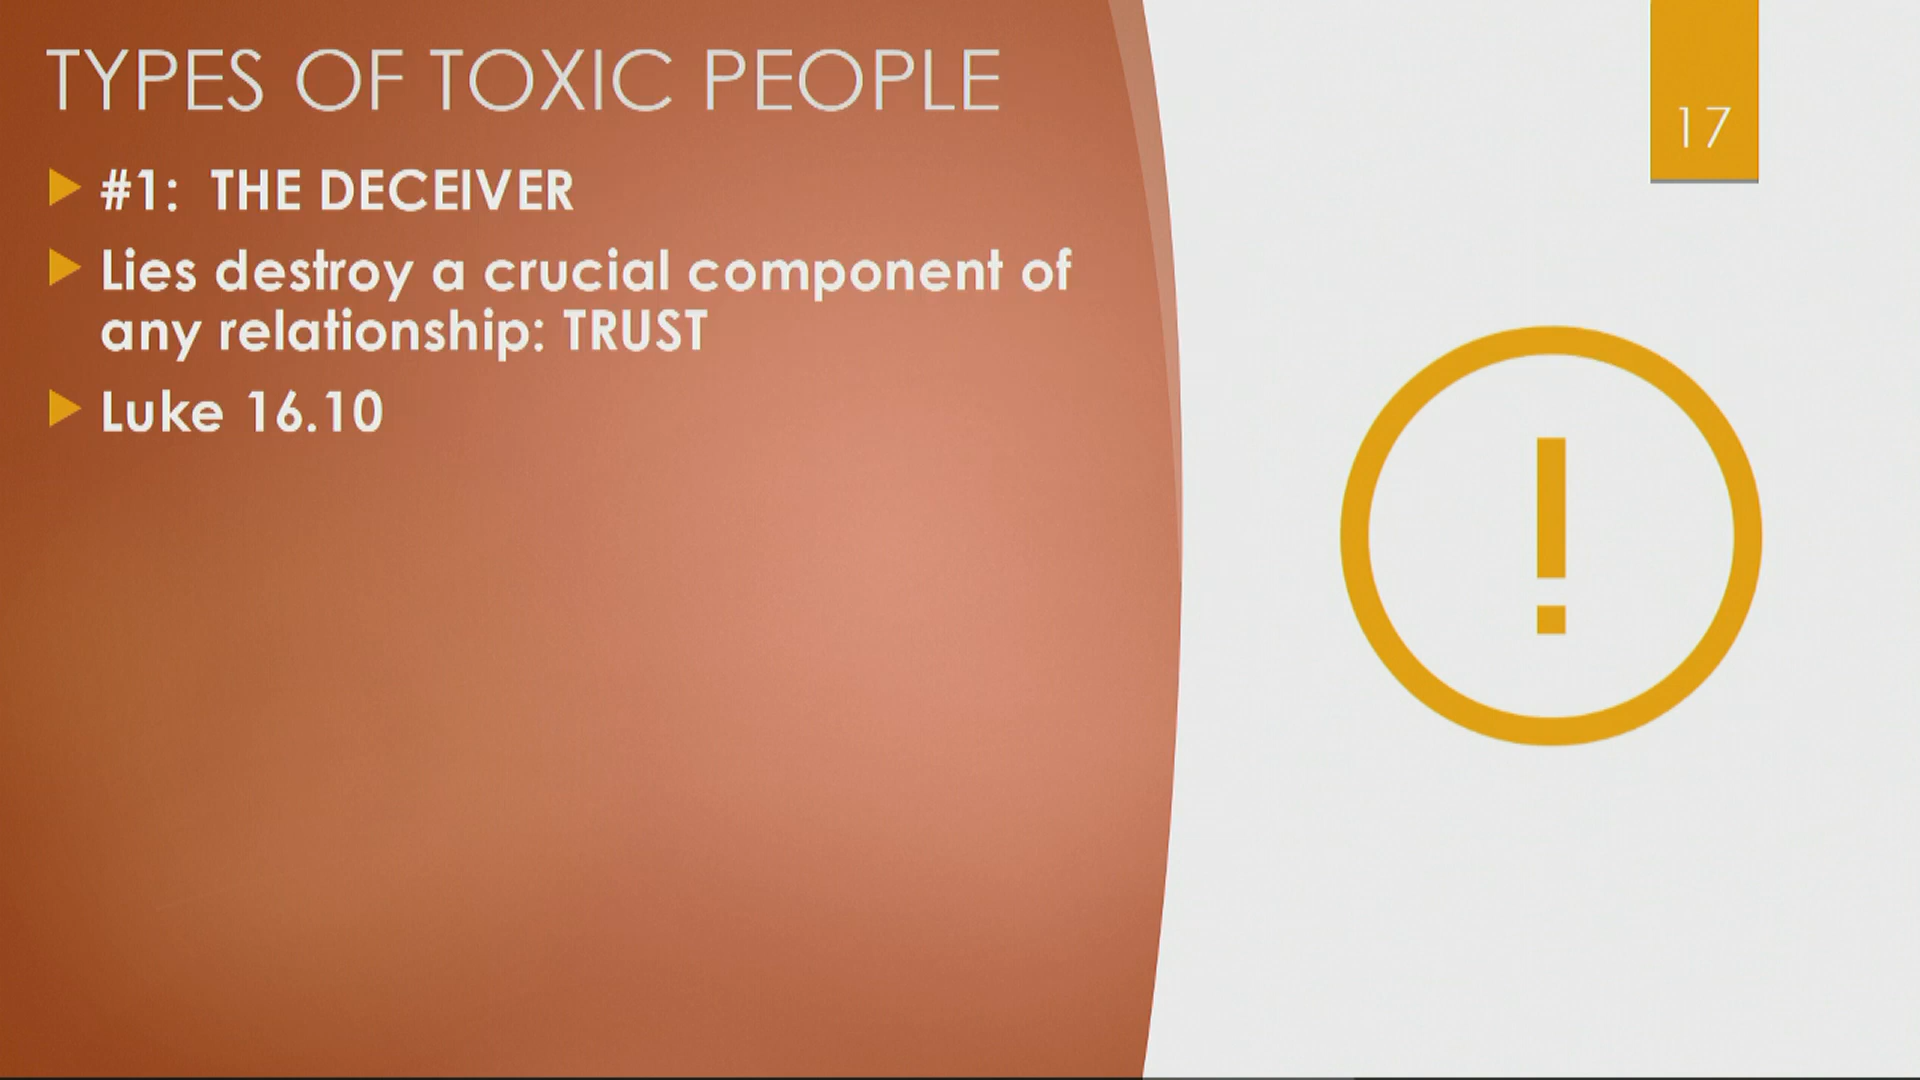 TYPES OF TOXIC PEOPLE
17
#1: THE DECEIVER
Lies destroy a crucial component of
any relationship: TRUST
Luke 16.10
!